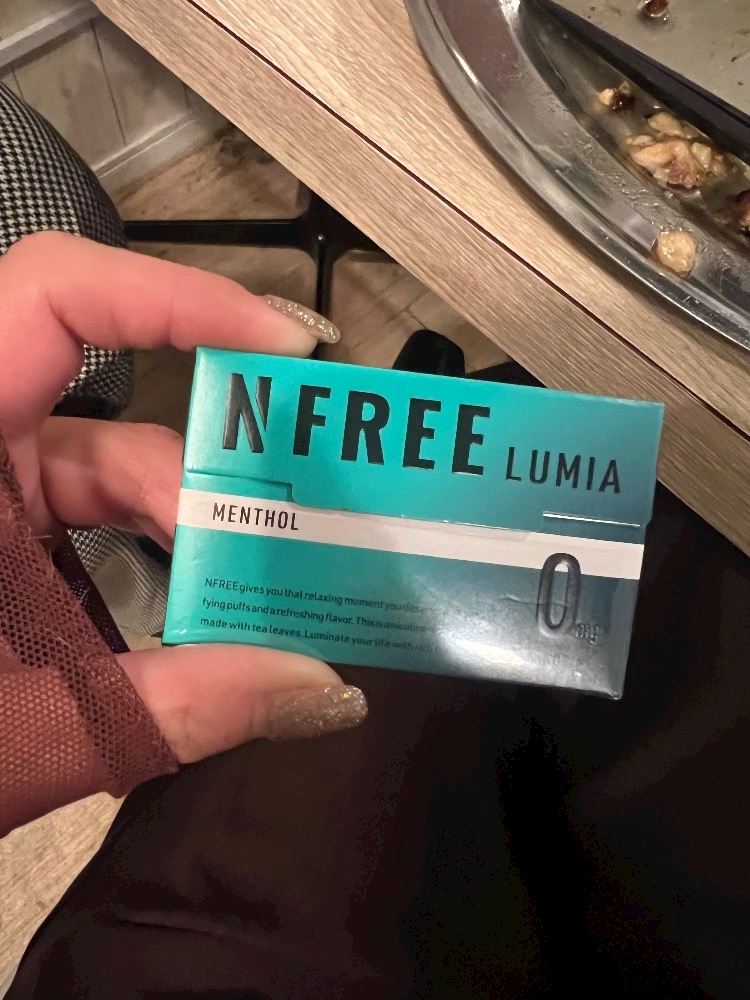 NFREE LUMIA
MENTHOL
0mg
NFREE gives you that relaxing moment you deserve
fying puffs and a refreshing flavor. This is a nicotine
made with tea leaves. Luminate your life with rich